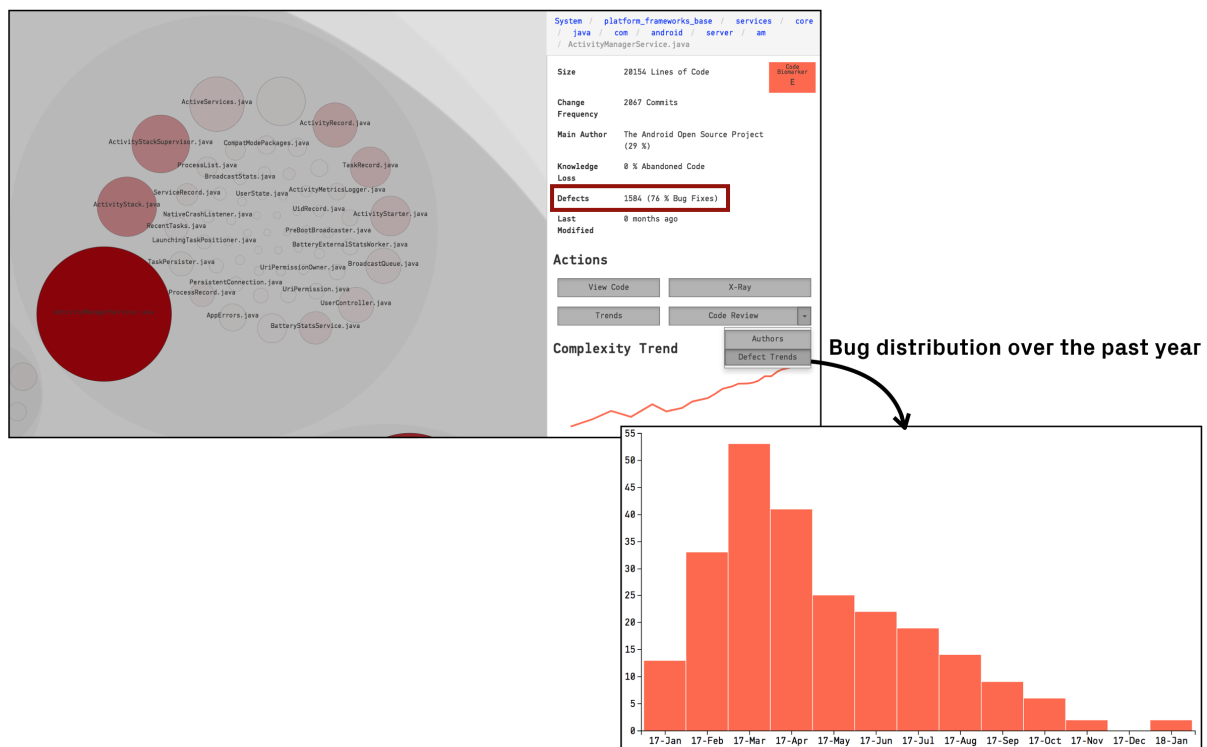 System / platform_frameworks_base / services / core
/ java / com / android / server / am
/ ActivityManagerService.java
Size 20154 Lines of Code
Code
Biomarker
E
Change
Frequency
2067 Commits
Main Author The Android Open Source Project
(29 %)
Knowledge
Loss
0 % Abandoned Code
Defects 1584 (76 % Bug Fixes)
Last
Modified
0 months ago
Actions
View Code X-Ray
Trends Code Review
Authors
Defect Trends
Complexity Trend
ActiveServices.java
ActivityRecord.java
ActivityStackSupervisor.java CompatModePackages.java
ProcessList.java TaskRecord.java
BroadcastStats.java
ServiceRecord.java UserState.java ActivityMetricsLogger.java
ActivityStack.java
NativeCrashListener.java UidRecord.java ActivityStarter.java
RecentTasks.java PreBootBroadcaster.java
LaunchingTaskPositioner.java BatteryExternalStatsWorker.java
TaskPersister.java UriPermissionOwner.java BroadcastQueue.java
PersistentConnection.java
ProcessRecord.java UriPermission.java
UserController.java
AppErrors.java
BatteryStatsService.java
Bug distribution over the past year
55
50
45
40
35
30
25
20
15
10
5
0
17-Jan 17-Feb 17-Mar 17-Apr 17-May 17-Jun 17-Jul 17-Aug 17-Sep 17-Oct 17-Nov 17-Dec 18-Jan